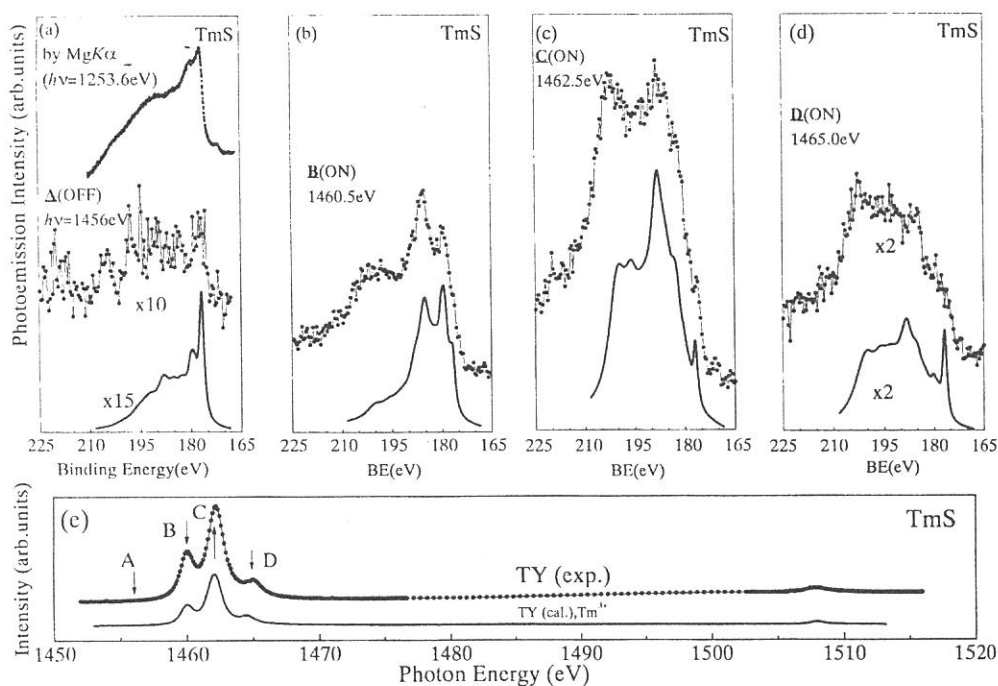 Photoemission Intensity (arb.units)
(a)
TmS
by MgKα
(hν=1253.6eV)
A(OFF)
hν=1456eV
x10
x15
225 210 195 180 165
Binding Energy(eV)
(b)
TmS
B(ON)
1460.5eV
225 210 195 180 165
BE(eV)
(c)
TmS
C(ON)
1462.5eV
225 210 195 180 165
BE(eV)
(d)
TmS
D(ON)
1465.0eV
x2
x2
225 210 195 180 165
BE(eV)
Intensity (arb.units)
(e)
TmS
A
B
C
D
TY (exp.)
TY (cal.),Tm
1450 1460 1470 1480 1490 1500 1510 1520
Photon Energy (eV)